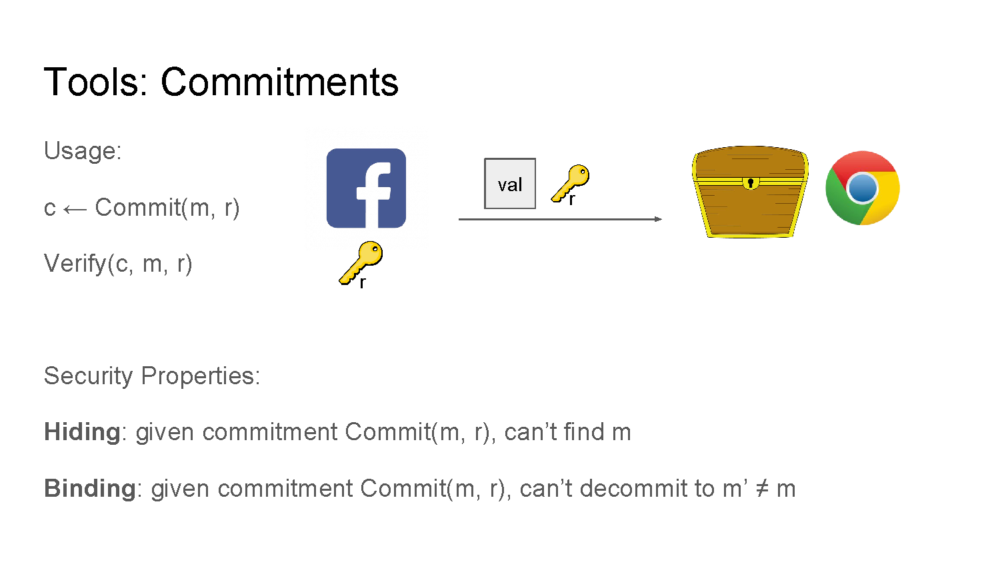 Tools: Commitments
Usage:
c ← Commit(m, r)
Verify(c, m, r)
val
r
r
Security Properties:
Hiding: given commitment Commit(m, r), can’t find m
Binding: given commitment Commit(m, r), can’t decommit to m’ ≠ m